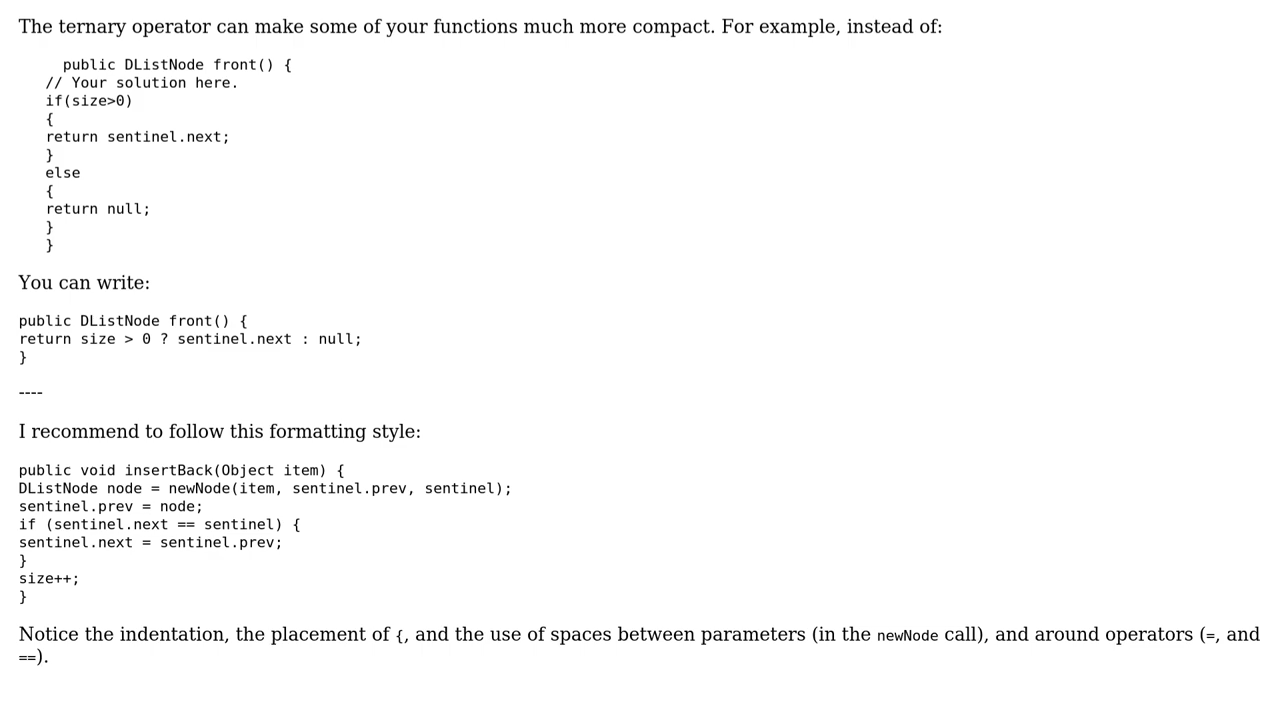 The ternary operator can make some of your functions much more compact. For example, instead of:
public DListNode front() {
// Your solution here.
if(size>0)
{
return sentinel.next;
}
else
{
return null;
}
}
You can write:
public DListNode front() {
return size > 0 ? sentinel.next : null;
}
----
I recommend to follow this formatting style:
public void insertBack(Object item) {
DListNode node = newNode(item, sentinel.prev, sentinel);
sentinel.prev = node;
if (sentinel.next == sentinel) {
sentinel.next = sentinel.prev;
}
size++;
}
Notice the indentation, the placement of {, and the use of spaces between parameters (in the newNode call), and around operators (=, and
==).